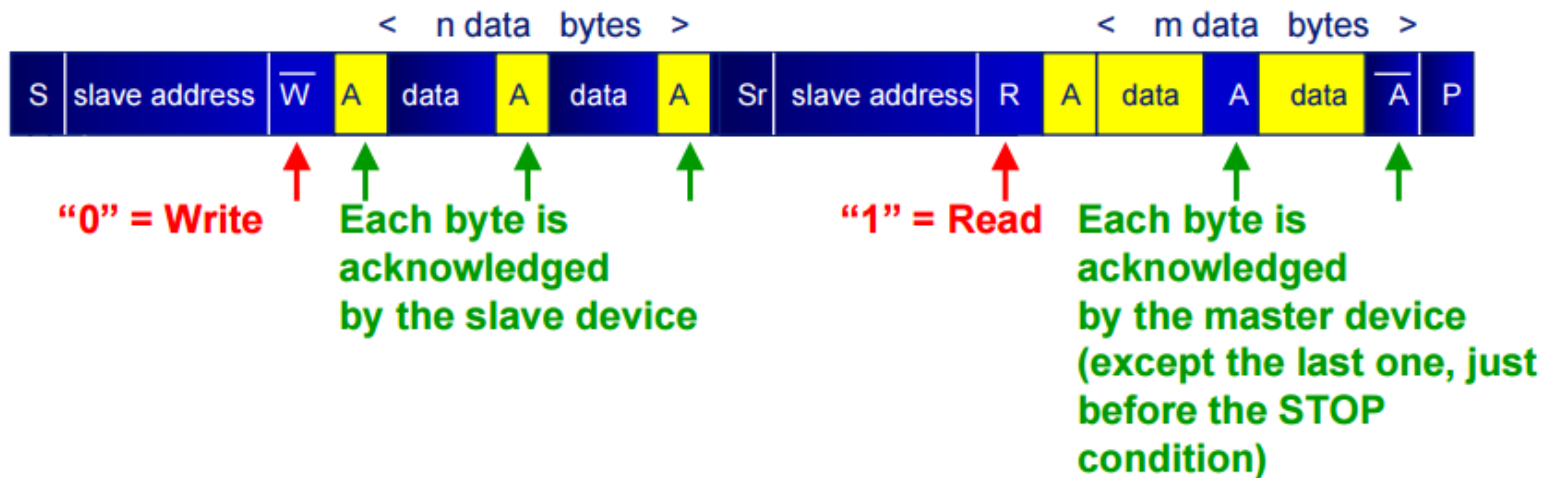 < n data bytes > < m data bytes >
S slave address W̅ A data A data A Sr slave address R A data A data A̅ P
“0” = Write
Each byte is
acknowledged
by the slave device
“1” = Read
Each byte is
acknowledged
by the master device
(except the last one, just
before the STOP
condition)